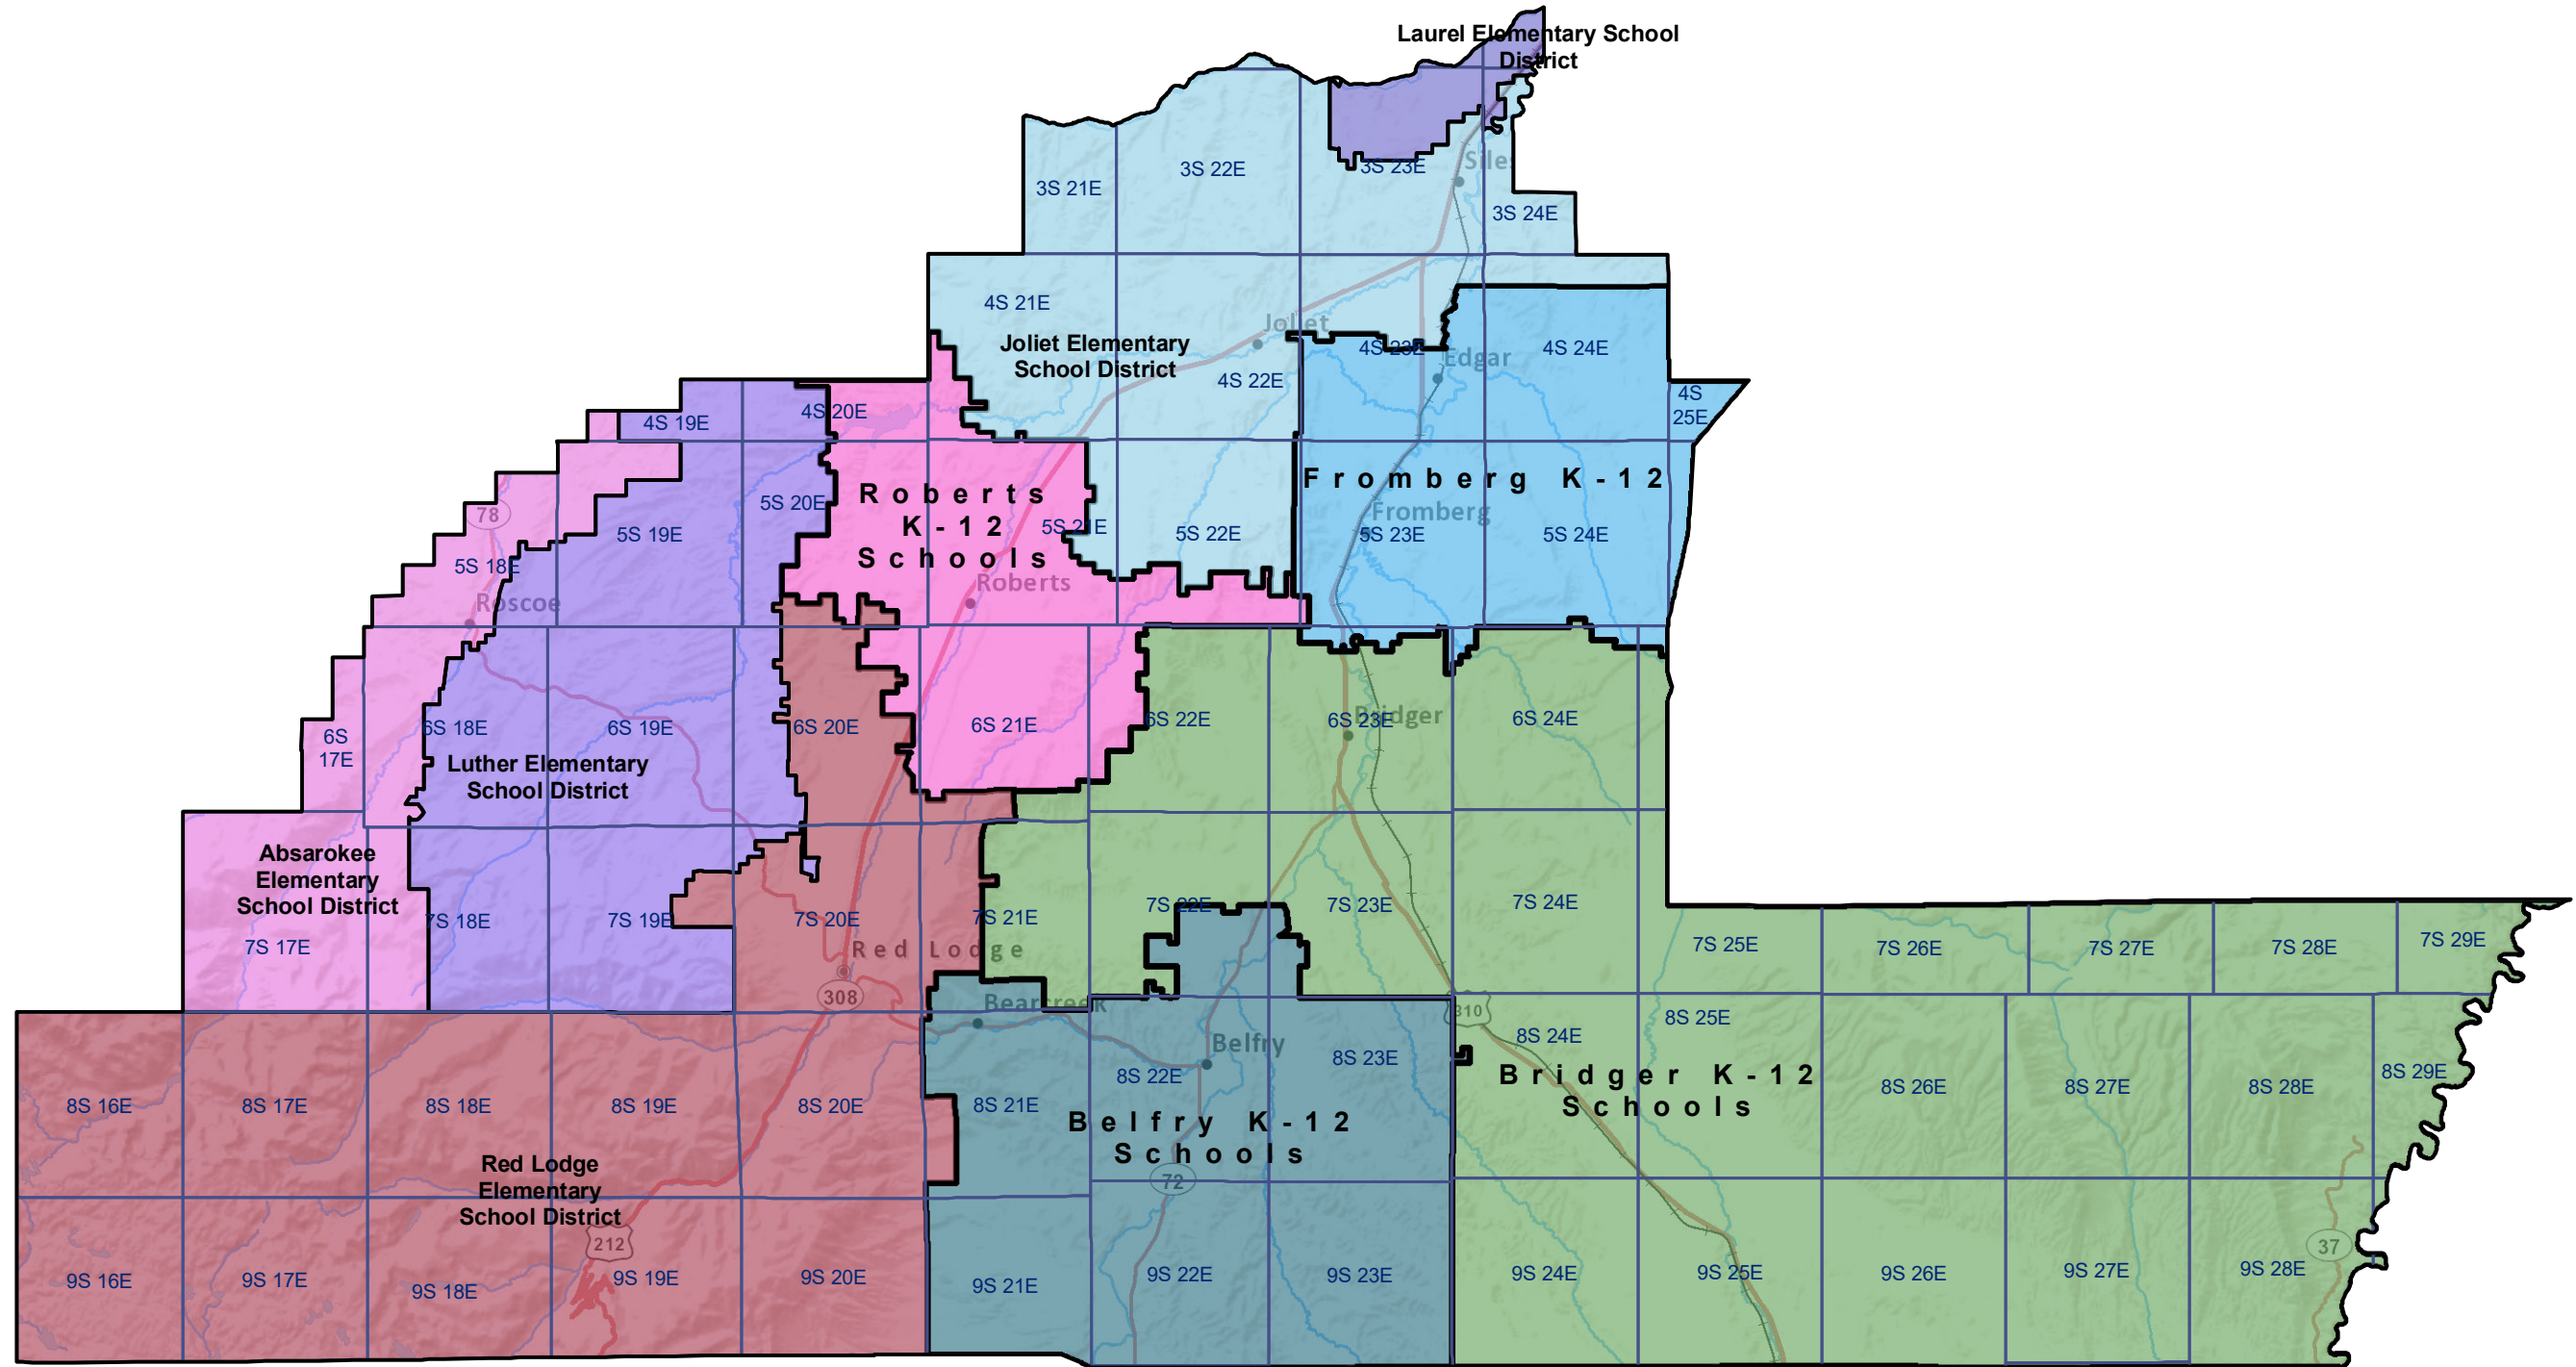 Laurel Elementary School
District
3S 21E
3S 22E
3S 23E
3S 24E
4S 21E
Joliet
Joliet Elementary
School District
4S 22E
4S 23E
Edgar
4S 24E
4S
25E
4S 19E
4S 20E
78
5S 18E
Roscoe
5S 19E
5S 20E
Roberts
K-12
Schools
Roberts
5S 21E
5S 22E
Fromberg K-12
Fromberg
5S 23E
5S 24E
6S
17E
6S 18E
6S 19E
6S 20E
6S 21E
6S 22E
6S 23E
Bridger
6S 24E
Luther Elementary
School District
Absarokee
Elementary
School District
7S 17E
7S 18E
7S 19E
7S 20E
7S 21E
7S 22E
7S 23E
7S 24E
7S 25E
7S 26E
7S 27E
7S 28E
7S 29E
Red Lodge
308
Bearcreek
Belfry
310
8S 16E
8S 17E
8S 18E
8S 19E
8S 20E
8S 21E
8S 22E
8S 23E
8S 24E
8S 25E
8S 26E
8S 27E
8S 28E
8S 29E
Belfry K-12
Schools
Bridger K-12
Schools
Red Lodge
Elementary
School District
212
72
37
9S 16E
9S 17E
9S 18E
9S 19E
9S 20E
9S 21E
9S 22E
9S 23E
9S 24E
9S 25E
9S 26E
9S 27E
9S 28E